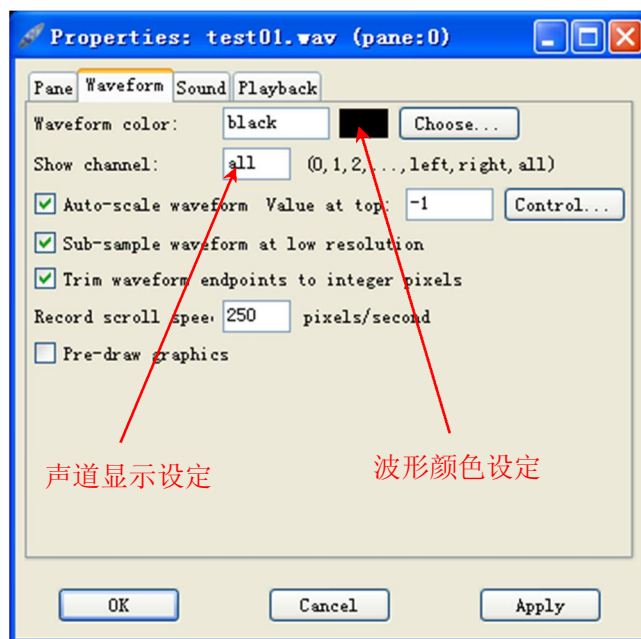 Properties: test01.wav (pane:0)
Pane Waveform Sound Playback
Waveform color: black Choose...
Show channel: all (0,1,2,...,left,right,all)
Auto-scale waveform Value at top: -1 Control...
Sub-sample waveform at low resolution
Trim waveform endpoints to integer pixels
Record scroll spee 250 pixels/second
Pre-draw graphics
声道显示设定 波形颜色设定
OK Cancel Apply